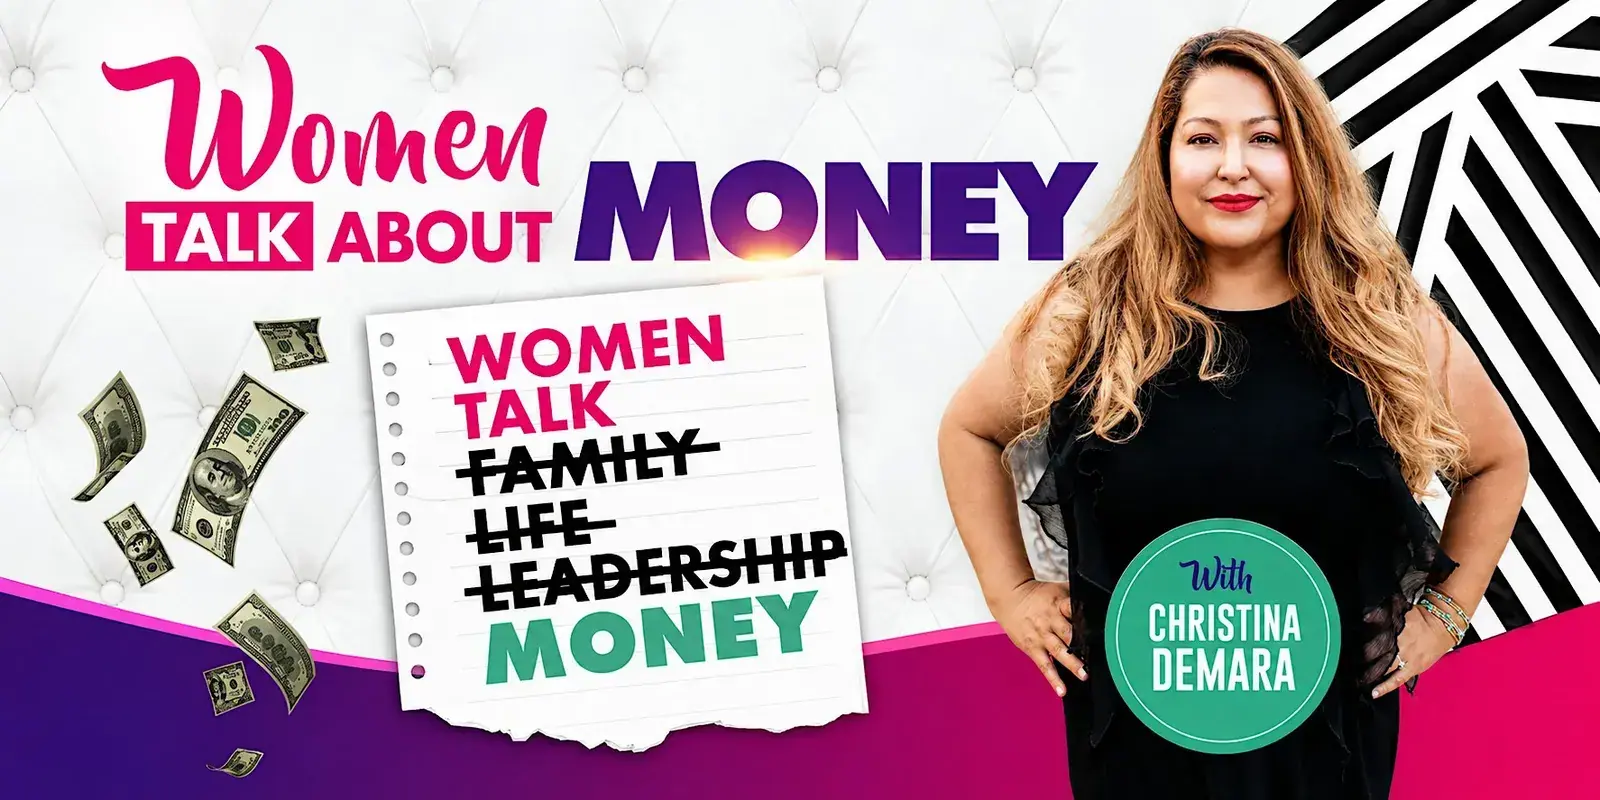 Women
TALK ABOUT MONEY
WOMEN
TALK
FAMILY
LIFE
LEADERSHIP
MONEY
With
CHRISTINA
DEMARA